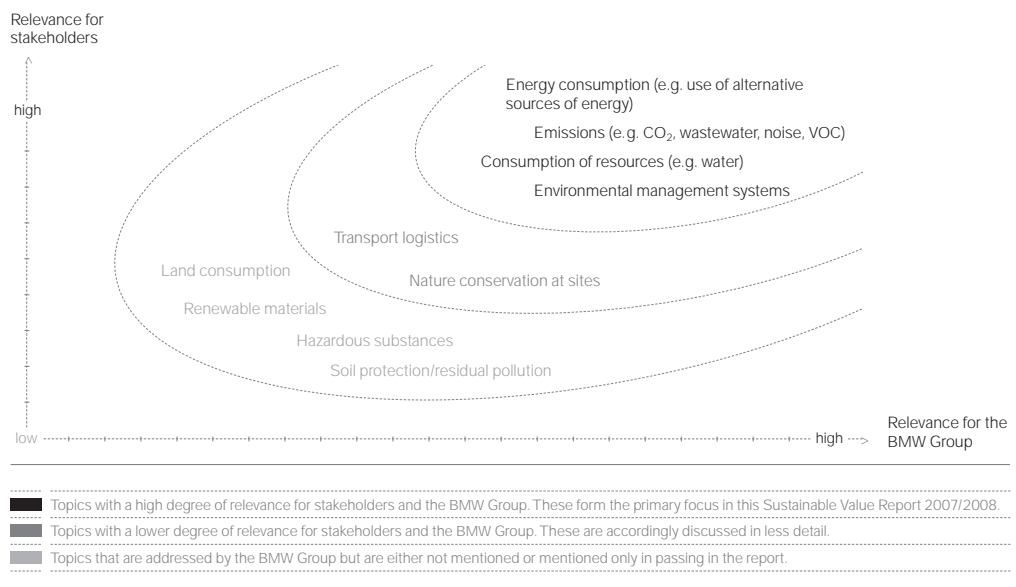 Relevance for
stakeholders
high
Energy consumption (e.g. use of alternative
sources of energy)
Emissions (e.g. CO₂, wastewater, noise, VOC)
Consumption of resources (e.g. water)
Environmental management systems
Transport logistics
Land consumption
Nature conservation at sites
Renewable materials
Hazardous substances
Soil protection/residual pollution
low
high
Relevance for the
BMW Group
Topics with a high degree of relevance for stakeholders and the BMW Group. These form the primary focus in this Sustainable Value Report 2007/2008.
Topics with a lower degree of relevance for stakeholders and the BMW Group. These are accordingly discussed in less detail.
Topics that are addressed by the BMW Group but are either not mentioned or mentioned only in passing in the report.